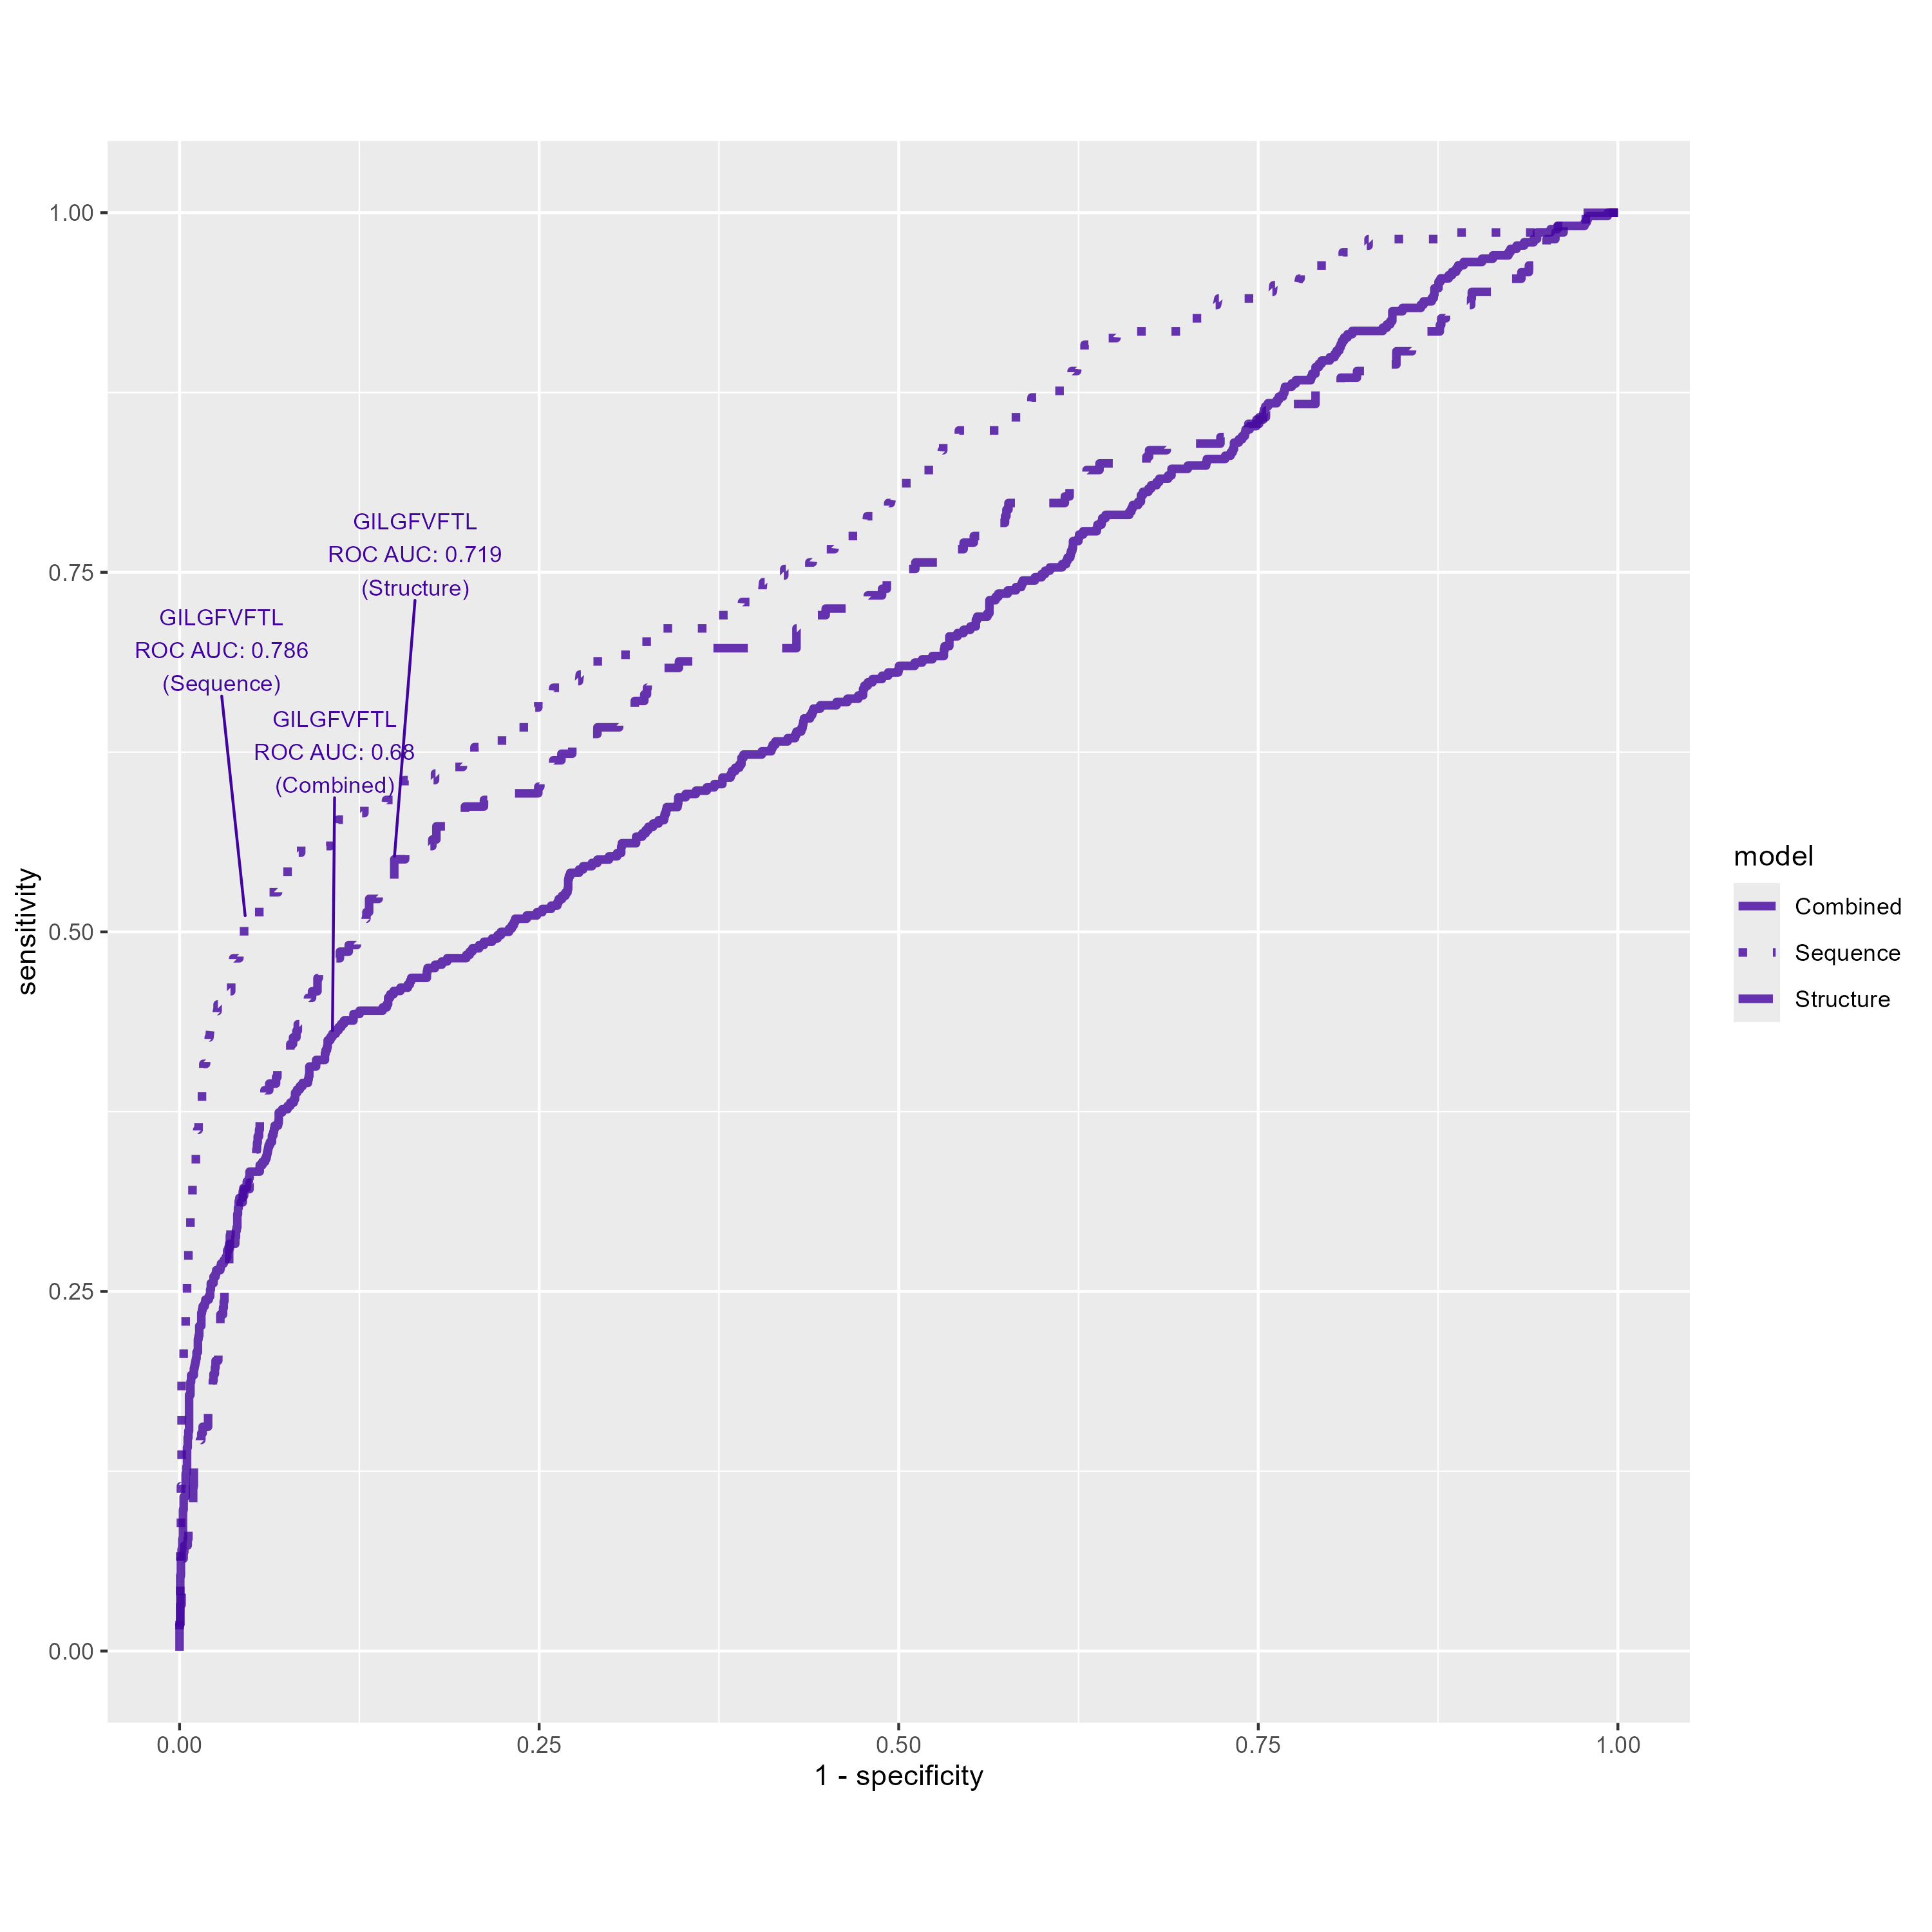 1.00
0.75
0.50
0.25
0.00
sensitivity
GILGFVFTL
ROC AUC: 0.719
(Structure)
GILGFVFTL
ROC AUC: 0.786
(Sequence)
GILGFVFTL
ROC AUC: 0.68
(Combined)
0.00 0.25 0.50 0.75 1.00
1 - specificity
model
Combined
Sequence
Structure